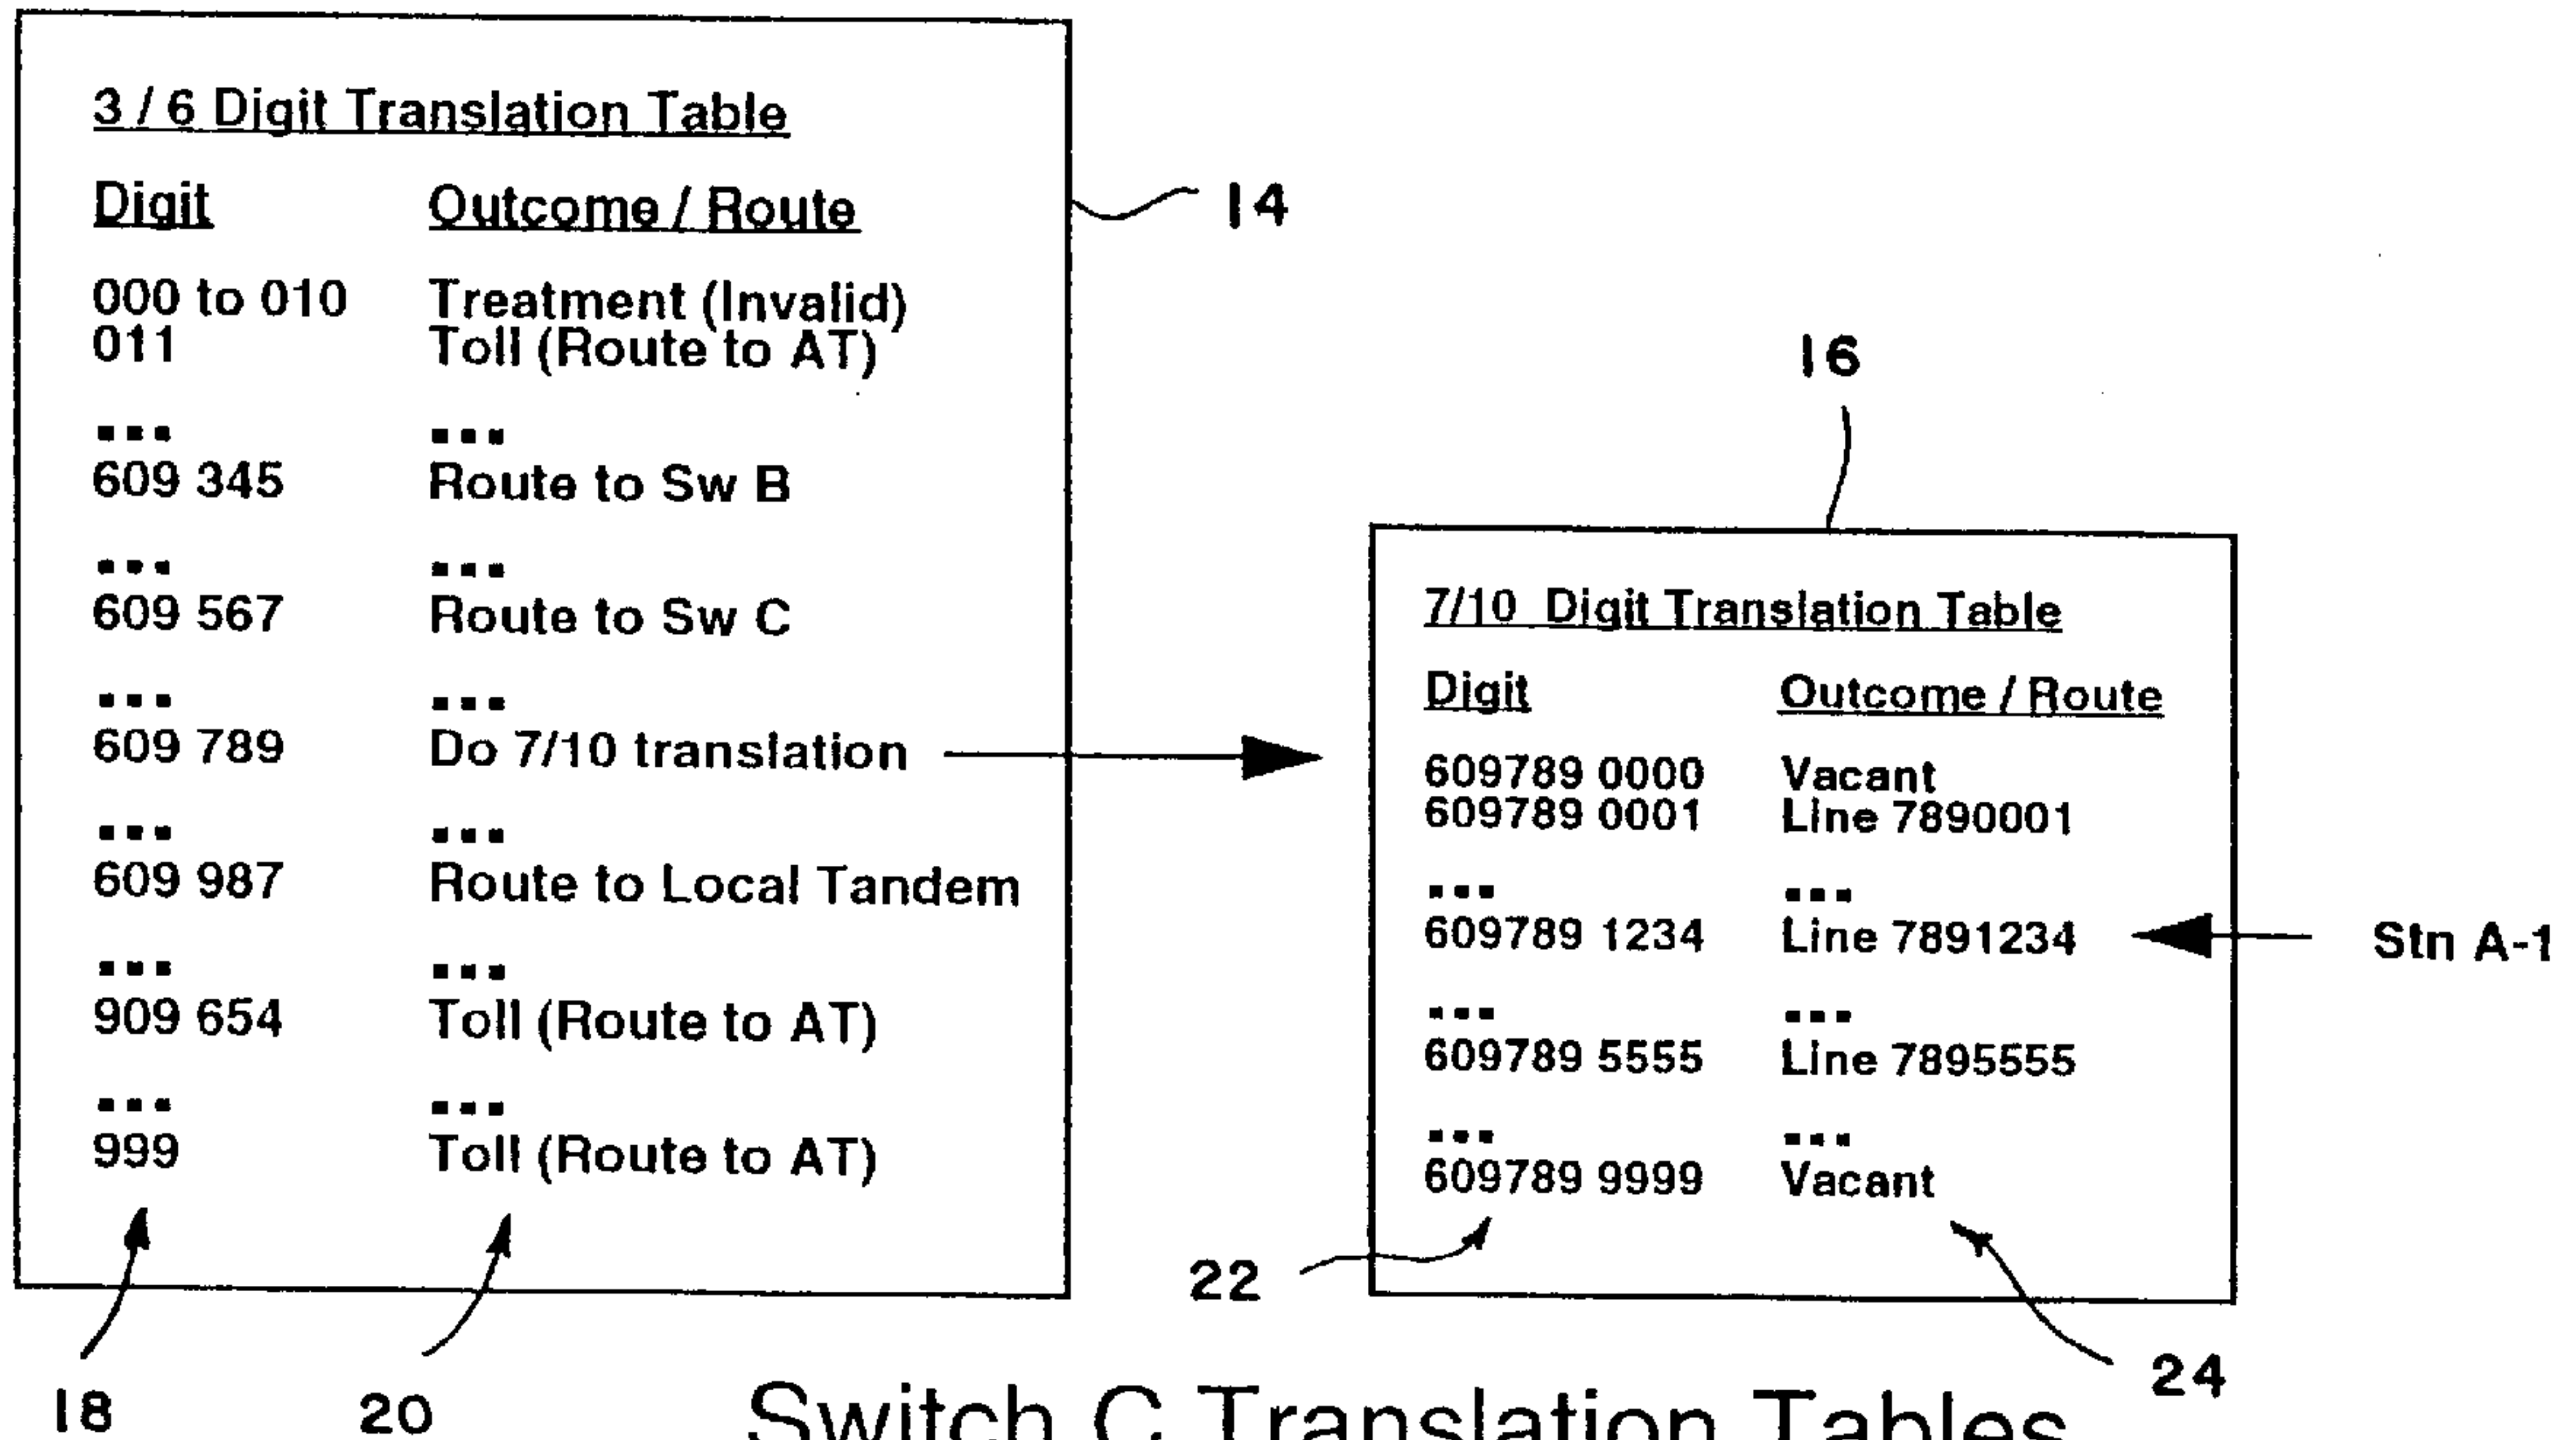 3 / 6 Digit Translation Table
Digit Outcome / Route
000 to 010 Treatment (Invalid)
011 Toll (Route to AT)
... ...
609 345 Route to Sw B
... ...
609 567 Route to Sw C
... ...
609 789 Do 7/10 translation
... ...
609 987 Route to Local Tandem
... ...
909 654 Toll (Route to AT)
... ...
999 Toll (Route to AT)
14
18
20
16
7/10 Digit Translation Table
Digit Outcome / Route
609789 0000 Vacant
609789 0001 Line 7890001
... ...
609789 1234 Line 7891234
Stn A-1
... ...
609789 5555 Line 7895555
... ...
609789 9999 Vacant
22
24
Switch C Translation Tables